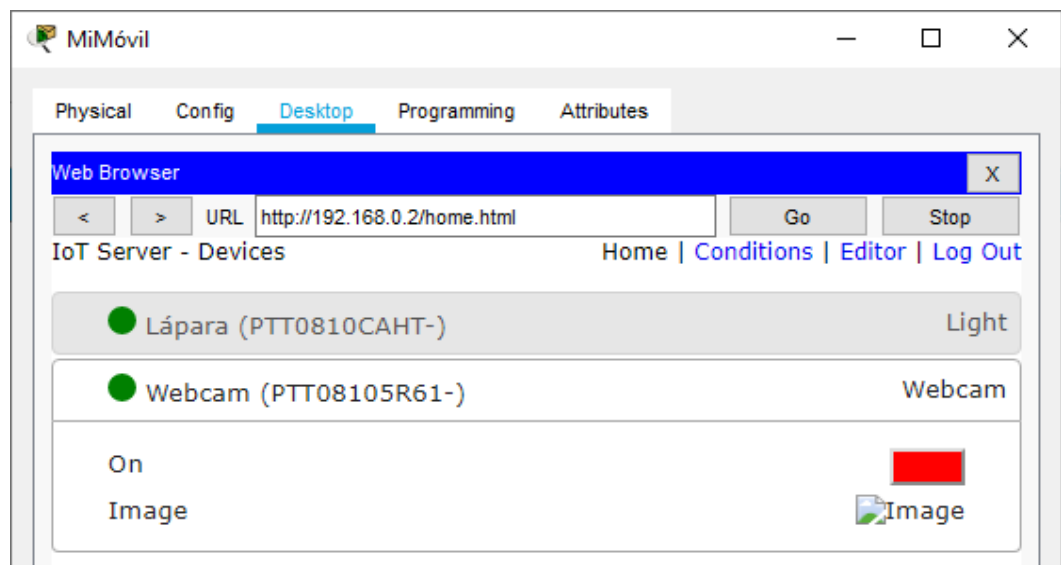 MiMóvil
Physical Config Desktop Programming Attributes
Web Browser X
< > URL http://192.168.0.2/home.html Go Stop
IoT Server - Devices Home | Conditions | Editor | Log Out
Lápara (PTT0810CAHT-) Light
Webcam (PTT08105R61-) Webcam
On
Image Image